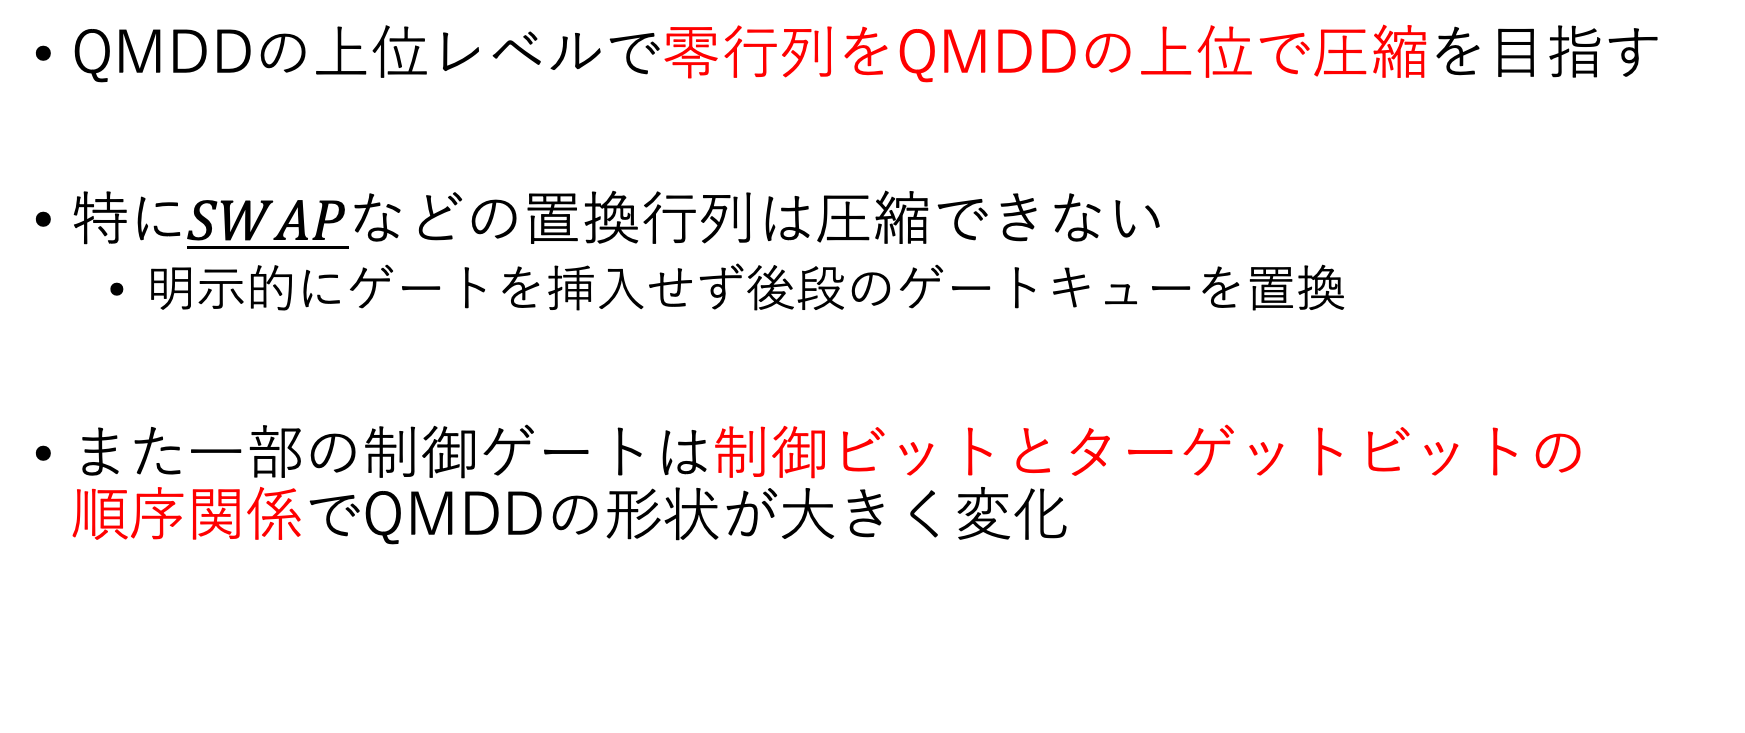 • QMDDの上位レベルで零行列をQMDDの上位で圧縮を目指す
• 特にSWAPなどの置換行列は圧縮できない
• 明示的にゲートを挿入せず後段のゲートキューを置換
• また一部の制御ゲートは制御ビットとターゲットビットの
順序関係でQMDDの形状が大きく変化